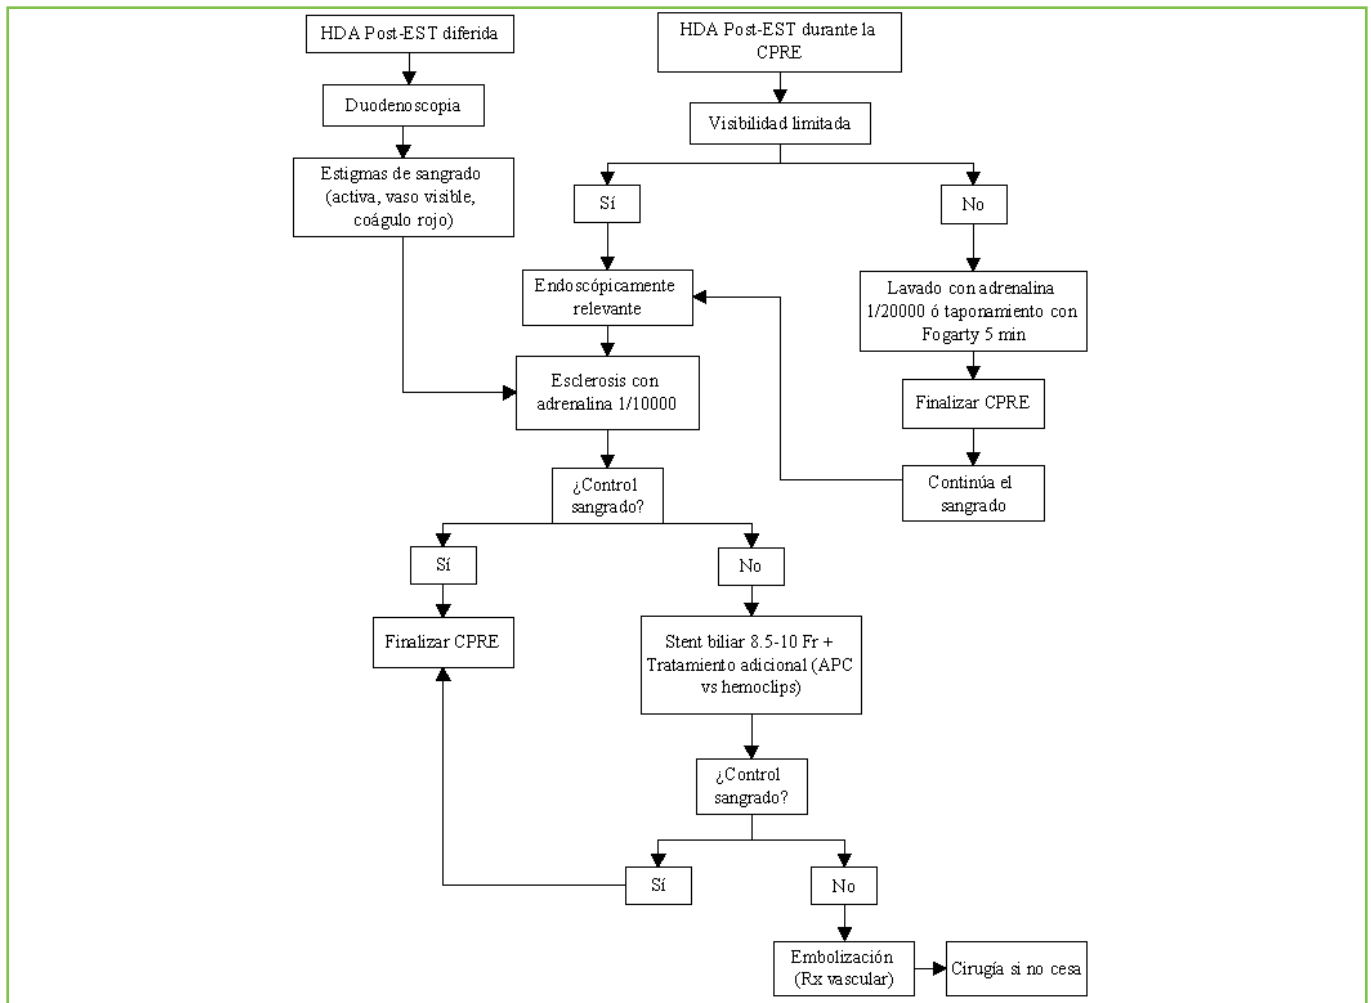 HDA Post-EST diferida
HDA Post-EST durante la
CPRE
Duodenoscopia
Visibilidad limitada
Estigmas de sangrado
(activa, vaso visible,
coágulo rojo)
Sí
No
Endoscópicamente
relevante
Lavado con adrenalina
1/20000 ó taponamiento con
Fogarty 5 min
Esclerosis con
adrenalina 1/10000
Finalizar CPRE
Continúa el
sangrado
¿Control
sangrado?
Sí
No
Finalizar CPRE
Stent biliar 8.5-10 Fr +
Tratamiento adicional (APC
vs hemoclips)
¿Control
sangrado?
Sí
No
Embolización
(Rx vascular)
Cirugía si no cesa